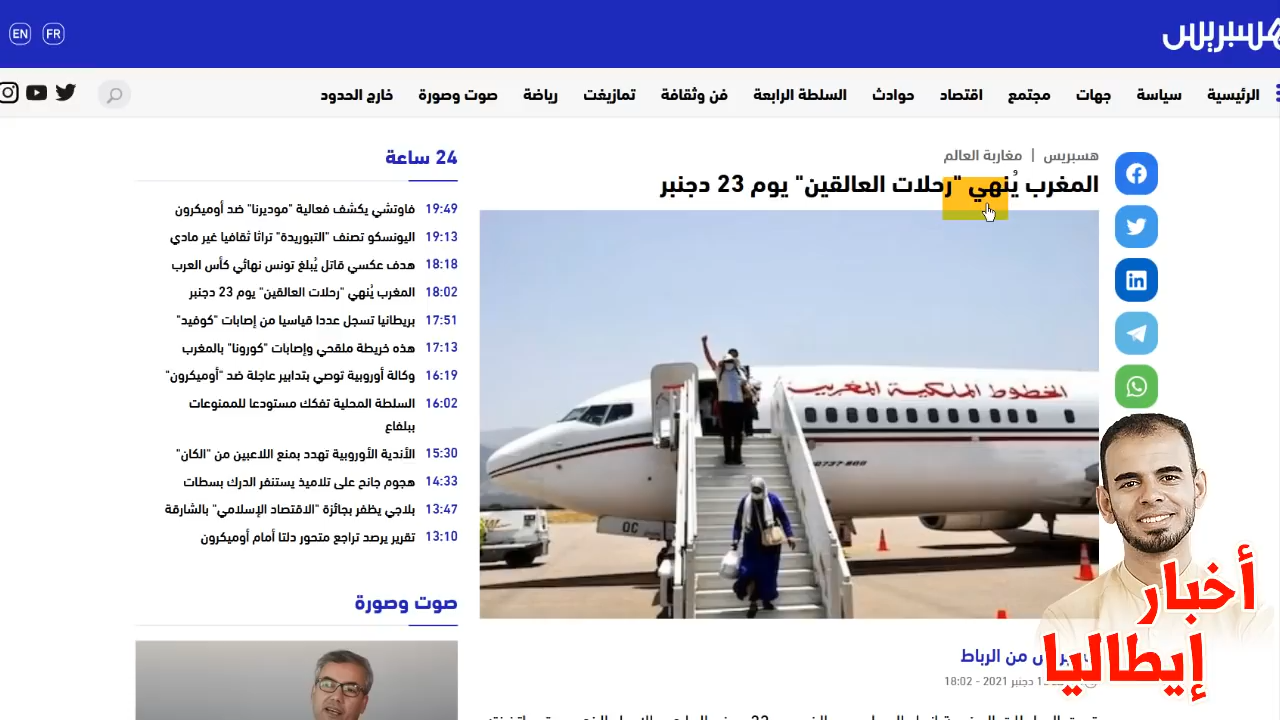 EN
FR
هسبريس
الرئيسية
سياسة
جهات
مجتمع
اقتصاد
حوادث
السلطة الرابعة
فن وثقافة
تمازيغت
رياضة
صوت وصورة
خارج الحدود
هسبريس | مغاربة العالم
المغرب يُنهي "رحلات العالقين" يوم 23 دجنبر
الخطوط الملكية المغربية
737-800
OC
هسبريس من الرباط
دجنبر 2021 - 18:02
24 ساعة
19:49 فاوتشي يكشف فعالية "موديرنا" ضد أوميكرون
19:13 اليونسكو تصنف "التبوريدة" تراثا ثقافيا غير مادي
18:18 هدف عكسي قاتل يُبلغ تونس نهائي كأس العرب
18:02 المغرب يُنهي "رحلات العالقين" يوم 23 دجنبر
17:51 بريطانيا تسجل عددا قياسيا من إصابات "كوفيد"
17:13 هذه خريطة ملقحي وإصابات "كورونا" بالمغرب
16:19 وكالة أوروبية توصي بتدابير عاجلة ضد "أوميكرون"
16:02 السلطة المحلية تفكك مستودعا للممنوعات
ببلفاع
15:30 الأندية الأوروبية تهدد بمنع اللاعبين من "الكان"
14:33 هجوم جانح على تلاميذ يستنفر الدرك بسطات
13:47 بلاجي يظفر بجائزة "الاقتصاد الإسلامي" بالشارقة
13:10 تقرير يرصد تراجع متحور دلتا أمام أوميكرون
صوت وصورة
أخبار
إيطاليا